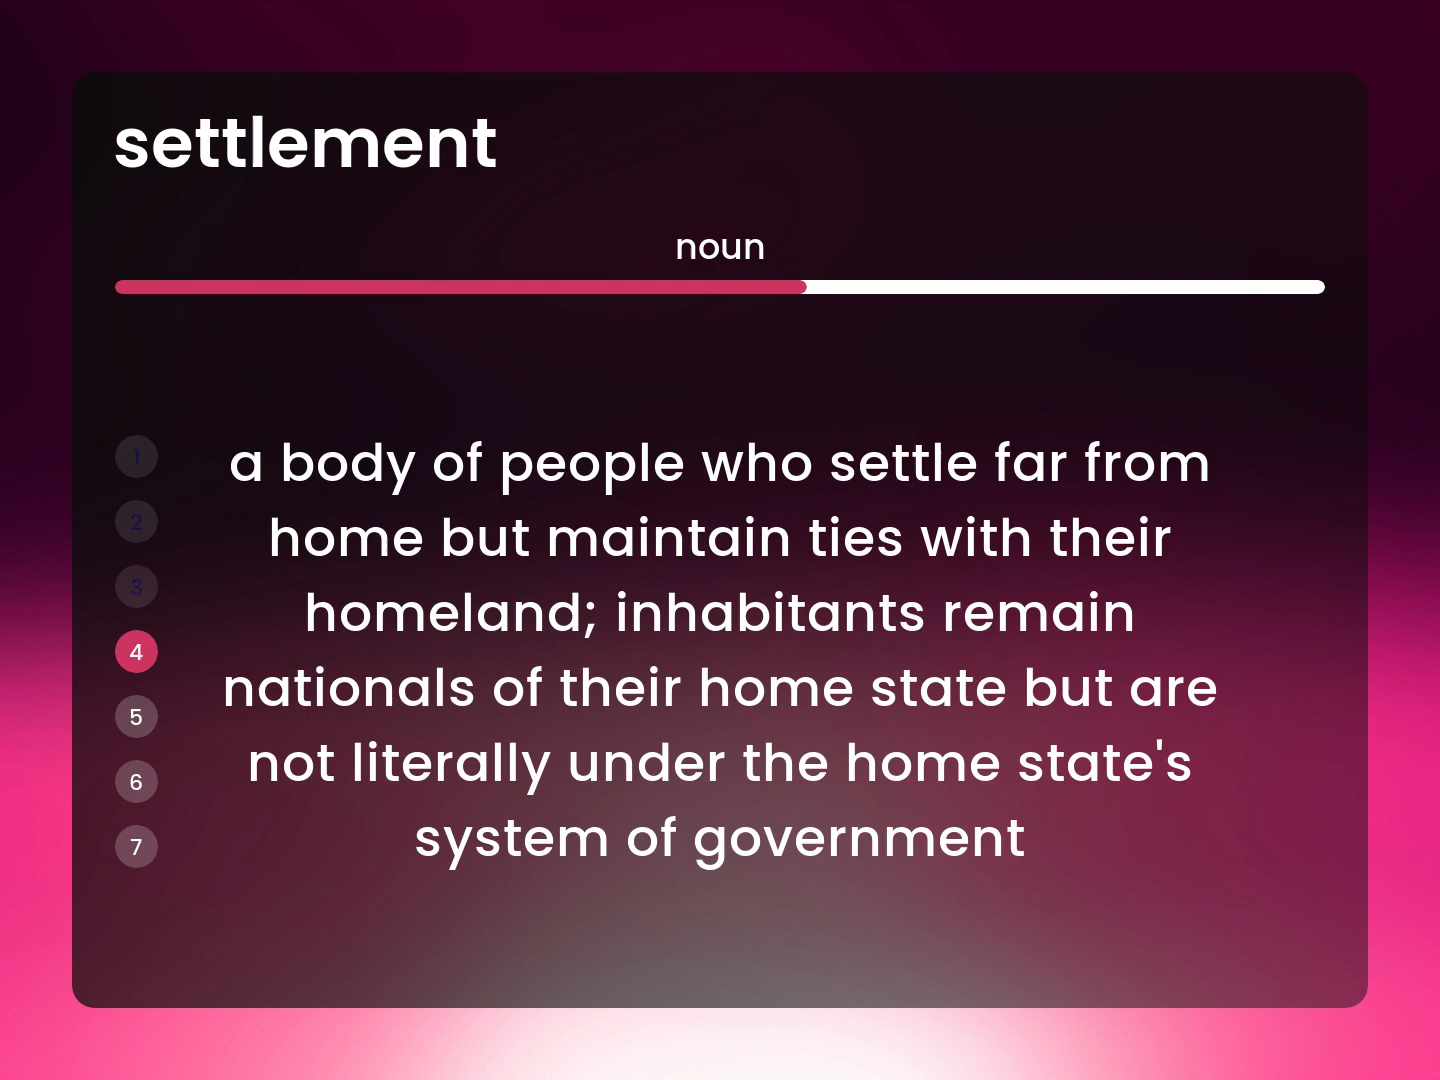 settlement
noun
1
2
3
4
5
6
7
a body of people who settle far from
home but maintain ties with their
homeland; inhabitants remain
nationals of their home state but are
not literally under the home state's
system of government